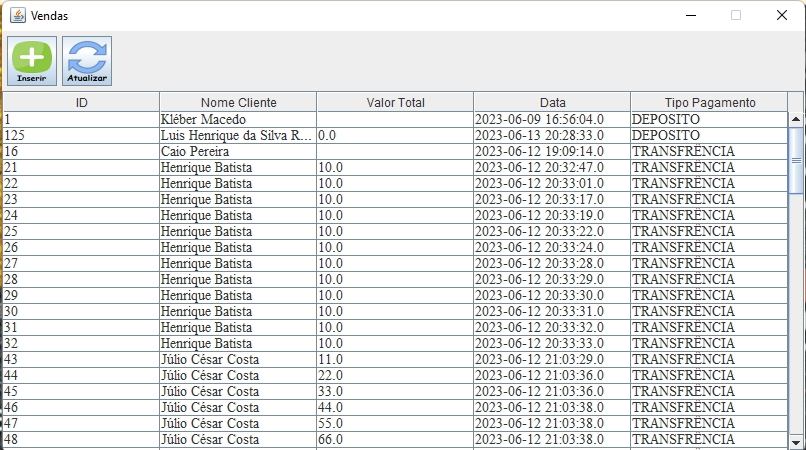 Vendas
Inserir Atualizar
ID Nome Cliente Valor Total Data Tipo Pagamento
1 Kléber Macedo 2023-06-09 16:56:04.0 DEPOSITO
125 Luis Henrique da Silva R... 0.0 2023-06-13 20:28:33.0 DEPOSITO
16 Caio Pereira 2023-06-12 19:09:14.0 TRANSFRÊNCIA
21 Henrique Batista 10.0 2023-06-12 20:32:47.0 TRANSFRÊNCIA
22 Henrique Batista 10.0 2023-06-12 20:33:01.0 TRANSFRÊNCIA
23 Henrique Batista 10.0 2023-06-12 20:33:17.0 TRANSFRÊNCIA
24 Henrique Batista 10.0 2023-06-12 20:33:19.0 TRANSFRÊNCIA
25 Henrique Batista 10.0 2023-06-12 20:33:22.0 TRANSFRÊNCIA
26 Henrique Batista 10.0 2023-06-12 20:33:24.0 TRANSFRÊNCIA
27 Henrique Batista 10.0 2023-06-12 20:33:28.0 TRANSFRÊNCIA
28 Henrique Batista 10.0 2023-06-12 20:33:29.0 TRANSFRÊNCIA
29 Henrique Batista 10.0 2023-06-12 20:33:30.0 TRANSFRÊNCIA
30 Henrique Batista 10.0 2023-06-12 20:33:31.0 TRANSFRÊNCIA
31 Henrique Batista 10.0 2023-06-12 20:33:32.0 TRANSFRÊNCIA
32 Henrique Batista 10.0 2023-06-12 20:33:33.0 TRANSFRÊNCIA
43 Júlio César Costa 11.0 2023-06-12 21:03:29.0 TRANSFRÊNCIA
44 Júlio César Costa 22.0 2023-06-12 21:03:36.0 TRANSFRÊNCIA
45 Júlio César Costa 33.0 2023-06-12 21:03:36.0 TRANSFRÊNCIA
46 Júlio César Costa 44.0 2023-06-12 21:03:38.0 TRANSFRÊNCIA
47 Júlio César Costa 55.0 2023-06-12 21:03:38.0 TRANSFRÊNCIA
48 Júlio César Costa 66.0 2023-06-12 21:03:38.0 TRANSFRÊNCIA